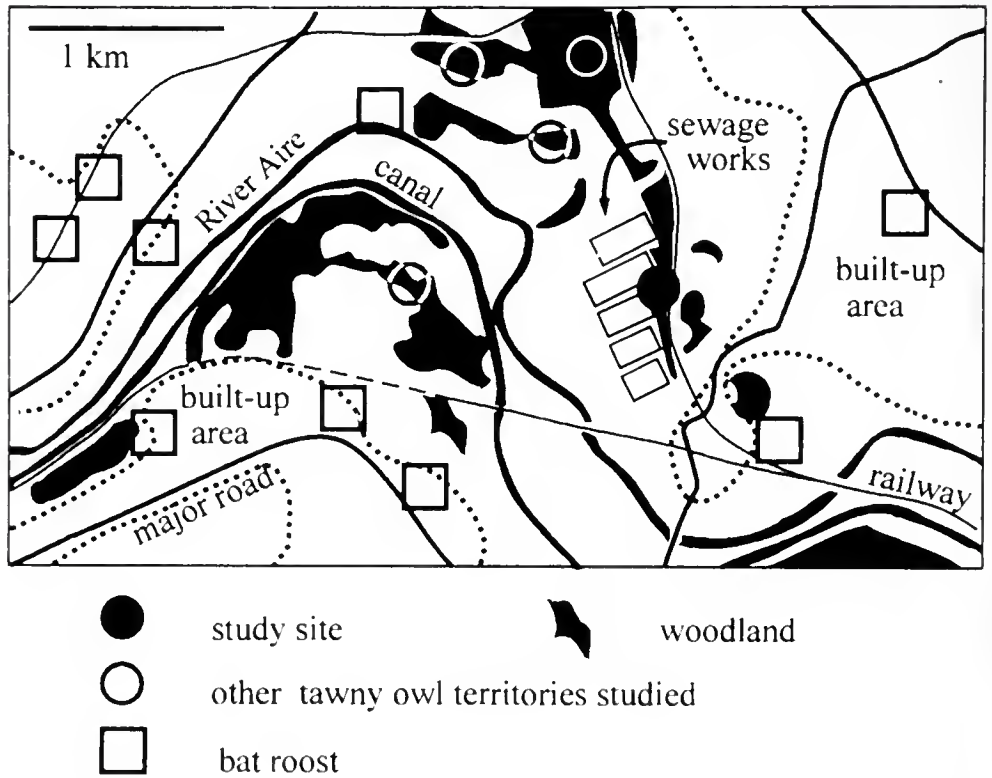 1 km
River Aire
canal
sewage
works
built-up
area
built-up
area
major road
railway
study site
woodland
other tawny owl territories studied
bat roost